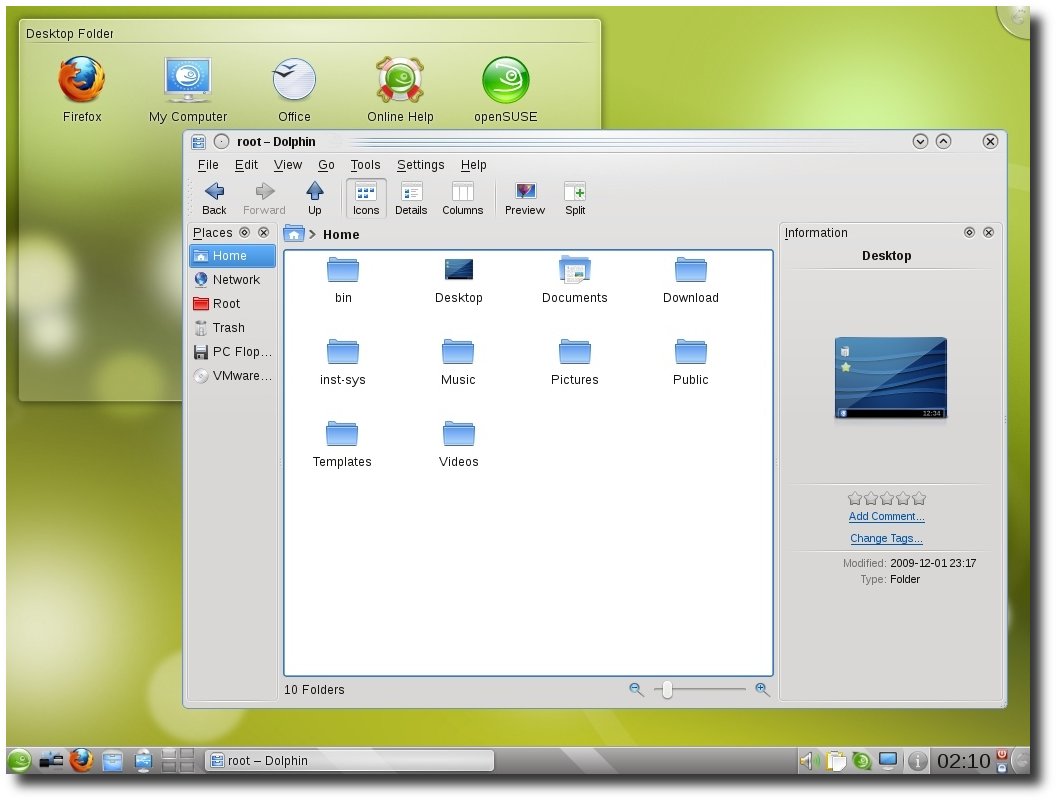 Desktop Folder
Firefox
My Computer
Office
Online Help
openSUSE
root – Dolphin
File Edit View Go Tools Settings Help
Back Forward Up Icons Details Columns Preview Split
Places
Home
Network
Root
Trash
PC Flop...
VMware...
Home
bin
Desktop
Documents
Download
inst-sys
Music
Pictures
Public
Templates
Videos
10 Folders
Information
Desktop
12:34
Add Comment...
Change Tags...
Modified: 2009-12-01 23:17
Type: Folder
root – Dolphin
02:10